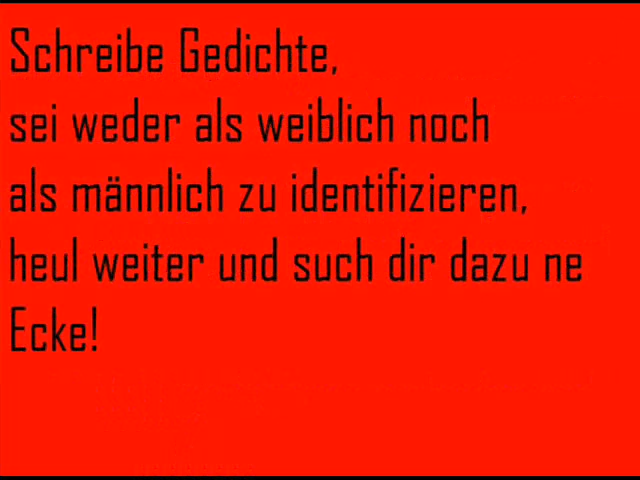 Schreibe Gedichte,
sei weder als weiblich noch
als männlich zu identifizieren,
heul weiter und such dir dazu ne
Ecke!